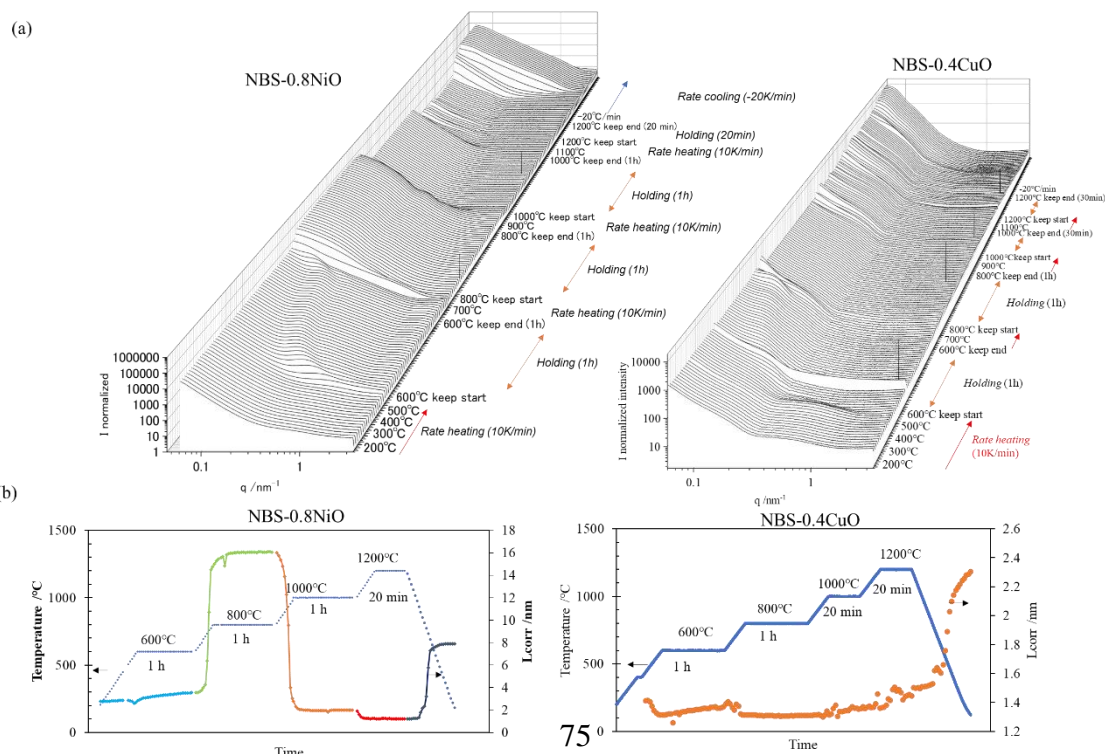 (a)
NBS-0.8NiO
NBS-0.4CuO
Rate cooling (-20K/min)
-20℃/min
1200℃ keep end (20 min)
Holding (20min)
1200℃ keep start
Rate heating (10K/min)
1100℃
1000℃ keep end (1h)
Holding (1h)
1000℃ keep start
900℃
Rate heating (10K/min)
800℃ keep end (1h)
Holding (1h)
800℃ keep start
700℃
Rate heating (10K/min)
600℃ keep end (1h)
Holding (1h)
600℃ keep start
500℃
400℃
Rate heating (10K/min)
300℃
200℃
1000000
100000
10000
1000
100
10
1
I normalized
0.1
1
q /nm⁻¹
-20℃/min
1200℃ keep end (30min)
1200℃ keep start
1100℃
1000℃ keep end (30min)
1000℃keep start
900℃
800℃ keep end (1h)
Holding (1h)
800℃ keep start
700℃
600℃ keep end
Holding (1h)
600℃ keep start
500℃
400℃
300℃
200℃
Rate heating
(10K/min)
10000
1000
100
10
I normalized intensity
0.1
1
q /nm⁻¹
(b)
NBS-0.8NiO
1500
1000
500
0
Temperature /℃
18
16
14
12
10
8
6
4
2
0
Lcorr /nm
600℃
1 h
800℃
1 h
1000℃
1 h
1200℃
20 min
Time
NBS-0.4CuO
1500
1000
500
0
Temperature /℃
2.6
2.4
2.2
2
1.8
1.6
1.4
1.2
Lcorr /nm
600℃
1 h
800℃
1 h
1000℃
20 min
1200℃
20 min
Time
75